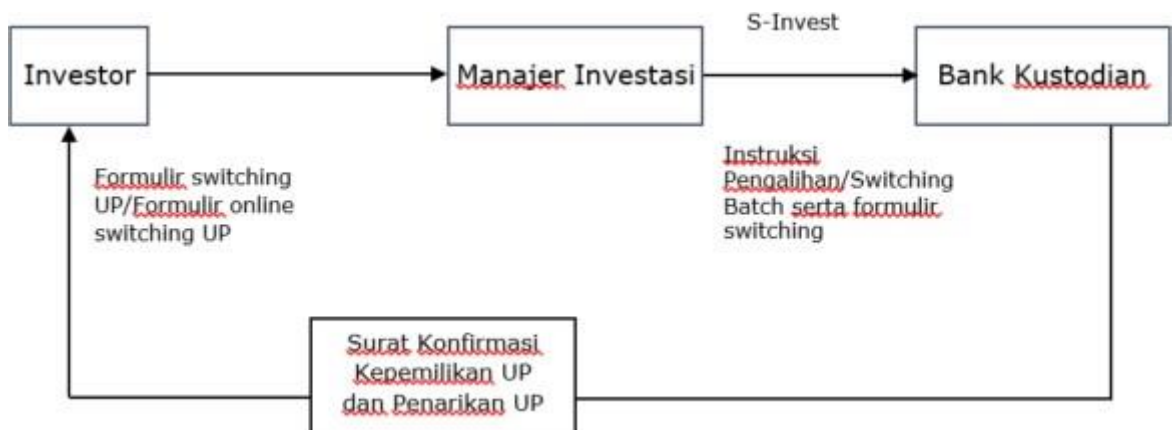 S-Invest
Investor
Manajer Investasi
Bank Kustodian
Formulir switching
UP/Formulir online
switching UP
Instruksi
Pengalihan/Switching
Batch serta formulir
switching
Surat Konfirmasi
Kepemilikan UP
dan Penarikan UP